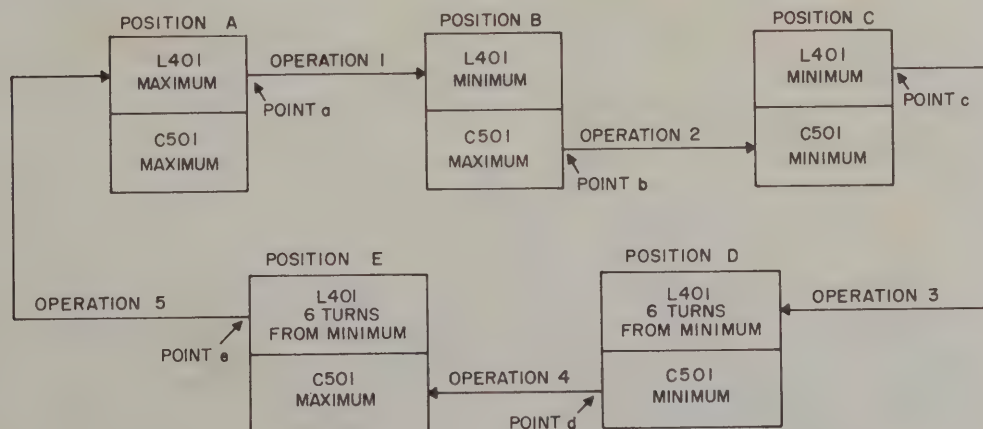 POSITION A
L401
MAXIMUM
C501
MAXIMUM
OPERATION 1
POINT a
POSITION B
L401
MINIMUM
C501
MAXIMUM
OPERATION 2
POINT b
POSITION C
L401
MINIMUM
C501
MINIMUM
POINT c
POSITION D
L401
6 TURNS
FROM MINIMUM
C501
MINIMUM
OPERATION 3
POINT d
OPERATION 4
POSITION E
L401
6 TURNS
FROM MINIMUM
C501
MAXIMUM
POINT e
OPERATION 5